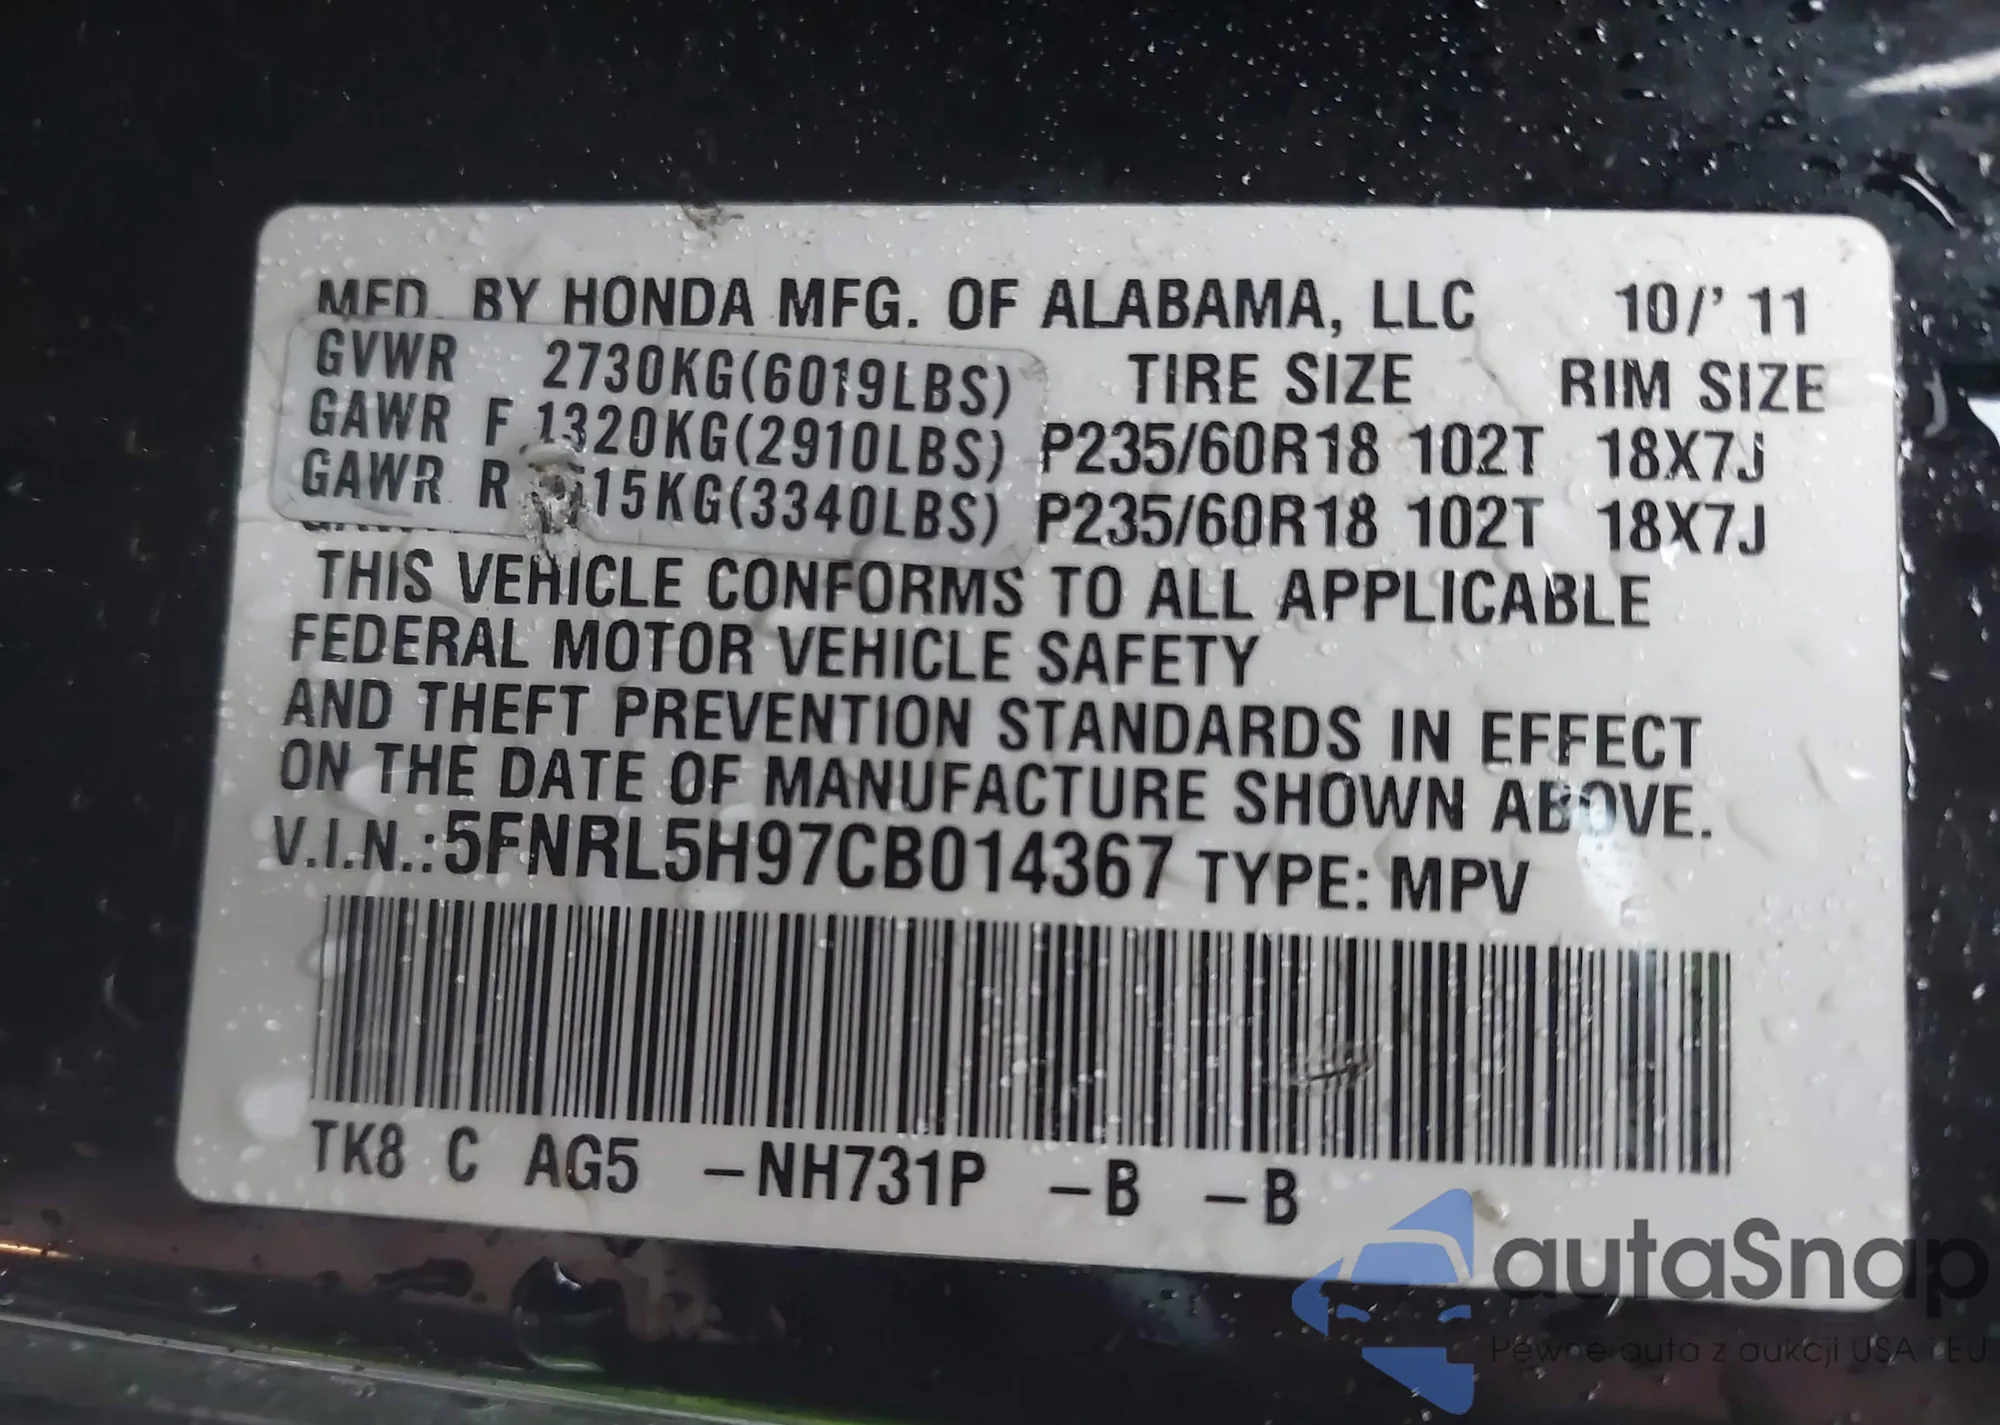 MFD. BY HONDA MFG. OF ALABAMA, LLC 10/' 11
GVWR 2730KG(6019LBS) TIRE SIZE RIM SIZE
GAWR F 1320KG(2910LBS) P235/60R18 102T 18X7J
GAWR R 15KG(3340LBS) P235/60R18 102T 18X7J
THIS VEHICLE CONFORMS TO ALL APPLICABLE
FEDERAL MOTOR VEHICLE SAFETY
AND THEFT PREVENTION STANDARDS IN EFFECT
ON THE DATE OF MANUFACTURE SHOWN ABOVE.
V.I.N.:5FNRL5H97CB014367 TYPE: MPV
TK8 C AG5 –NH731P –B –B
autaSnap
Pewne auta z aukcji USA i EU